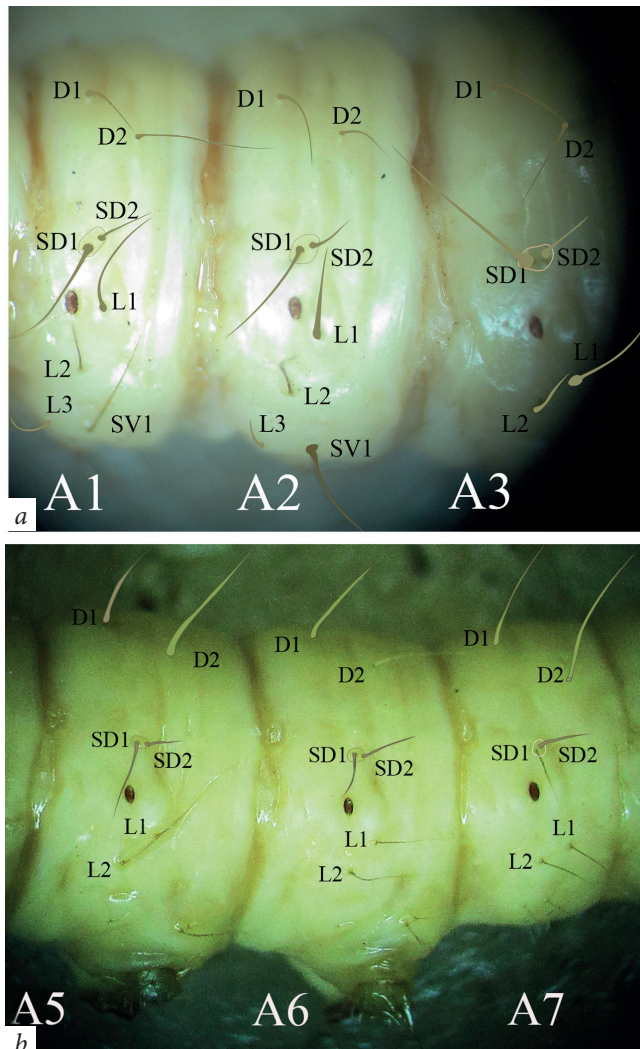 D1 D1 D1
D2 D2 D2
SD2
SD1 SD1 SD2 SD1 SD2
L1 L1 L1
L2 L2 L2
L3 SV1 L3 SV1
A1 A2 A3
a
D1 D1 D1
D2 D2 D2
SD1 SD2 SD1 SD2 SD1 SD2
L1 L1 L1
L2 L2 L2
A5 A6 A7
b